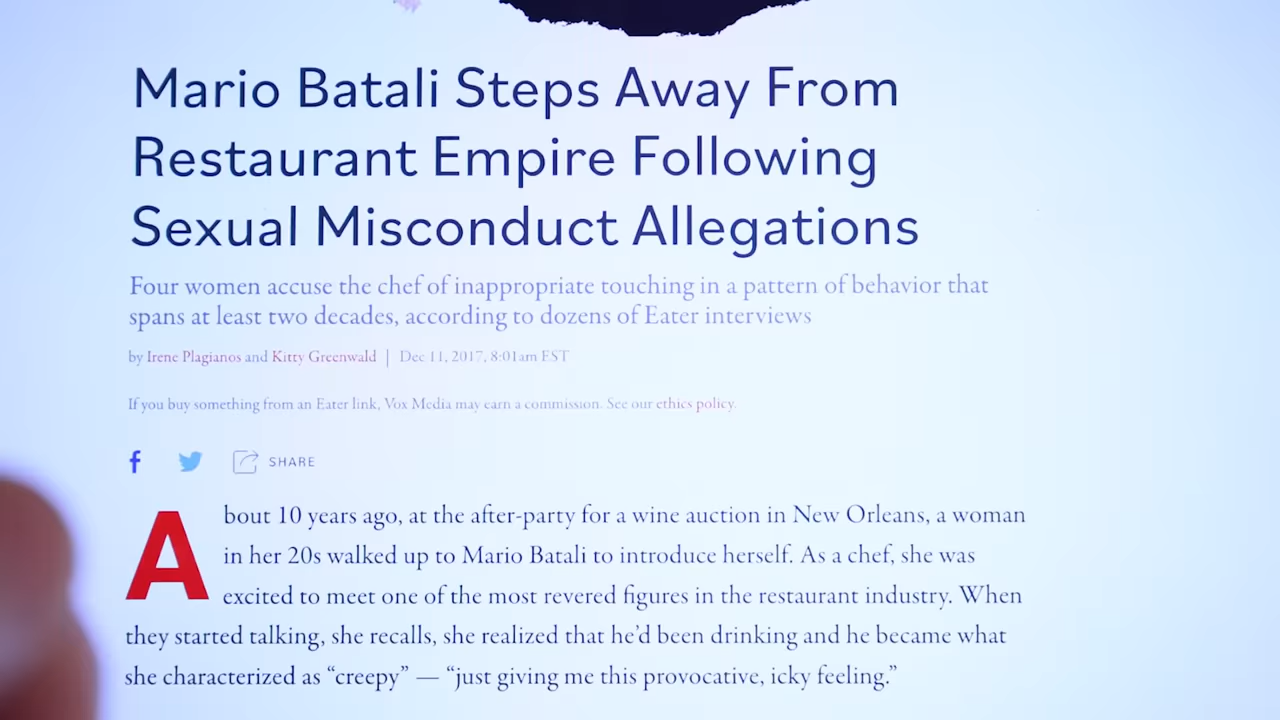 Mario Batali Steps Away From
Restaurant Empire Following
Sexual Misconduct Allegations
Four women accuse the chef of inappropriate touching in a pattern of behavior that
spans at least two decades, according to dozens of Eater interviews
by Irene Plagianos and Kitty Greenwald | Dec 11, 2017, 8:01am EST
If you buy something from an Eater link, Vox Media may earn a commission. See our ethics policy.
SHARE
About 10 years ago, at the after-party for a wine auction in New Orleans, a woman
in her 20s walked up to Mario Batali to introduce herself. As a chef, she was
excited to meet one of the most revered figures in the restaurant industry. When
they started talking, she recalls, she realized that he’d been drinking and he became what
she characterized as “creepy” — “just giving me this provocative, icky feeling.”